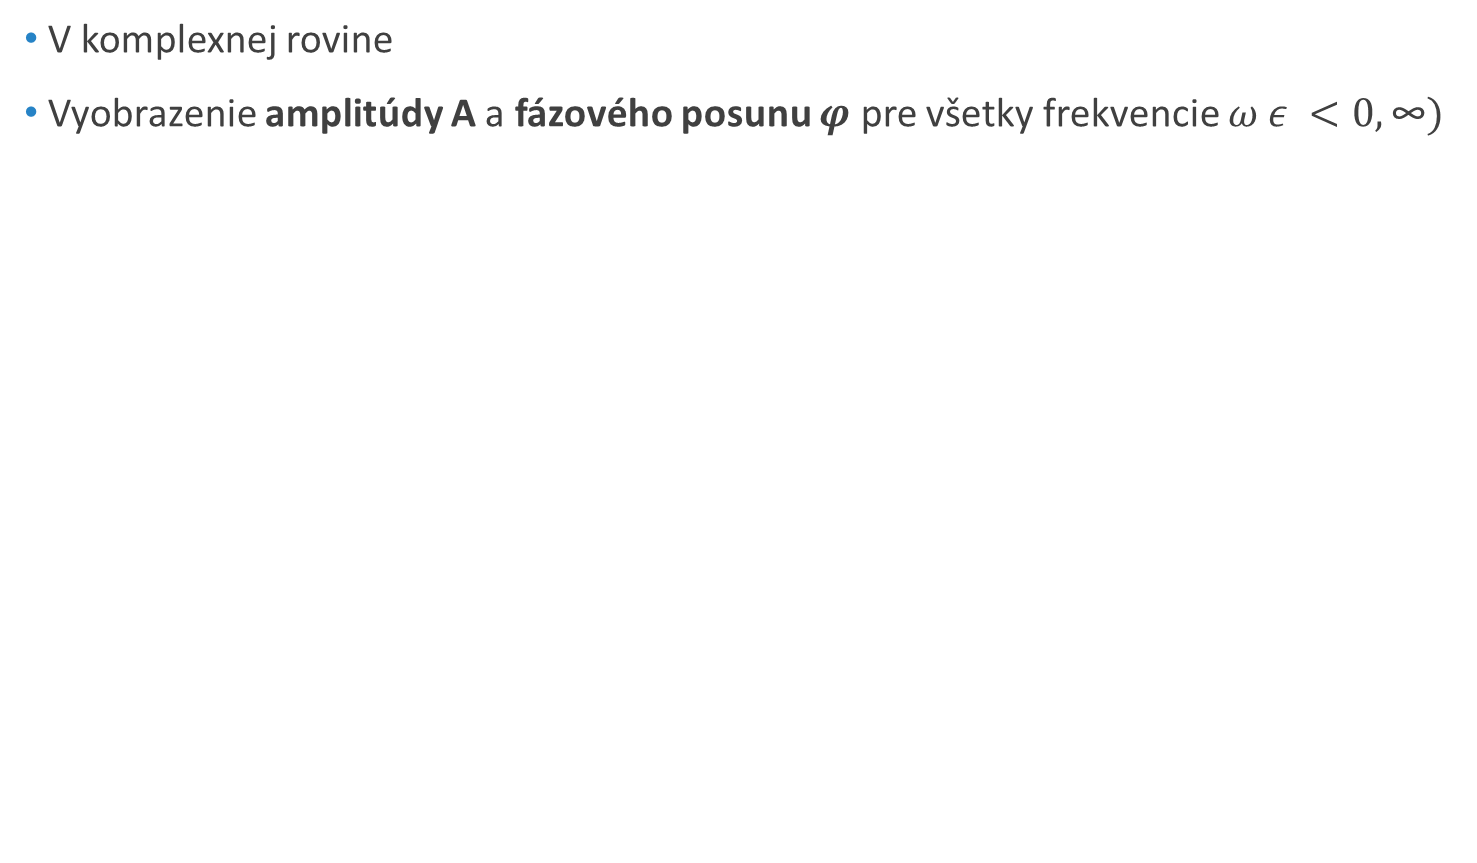 • V komplexnej rovine
• Vyobrazenie amplitúdy A a fázového posunu φ pre všetky frekvencie ω ϵ < 0, ∞)